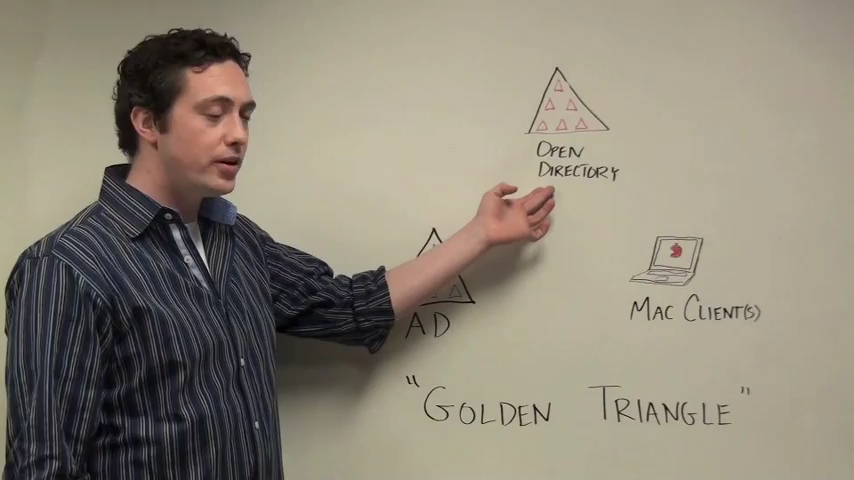 OPEN
DIRECTORY
AD
MAC CLIENT(S)
"GOLDEN TRIANGLE"